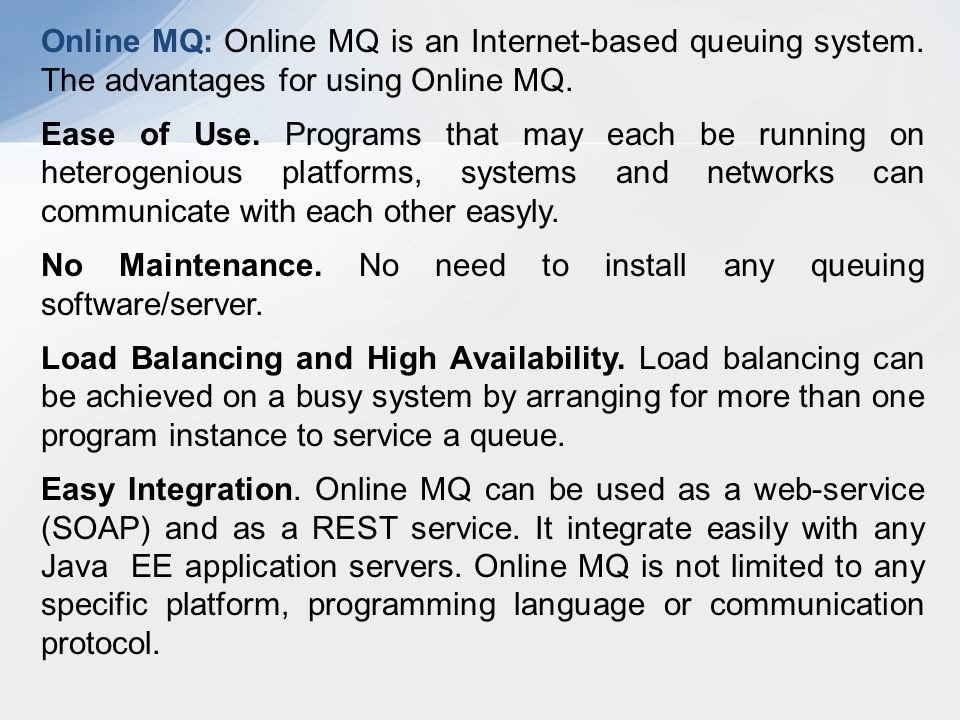 Online MQ: Online MQ is an Internet-based queuing system.
The advantages for using Online MQ.
Ease of Use. Programs that may each be running on
heterogenious platforms, systems and networks can
communicate with each other easyly.
No Maintenance. No need to install any queuing
software/server.
Load Balancing and High Availability. Load balancing can
be achieved on a busy system by arranging for more than one
program instance to service a queue.
Easy Integration. Online MQ can be used as a web-service
(SOAP) and as a REST service. It integrate easily with any
Java EE application servers. Online MQ is not limited to any
specific platform, programming language or communication
protocol.